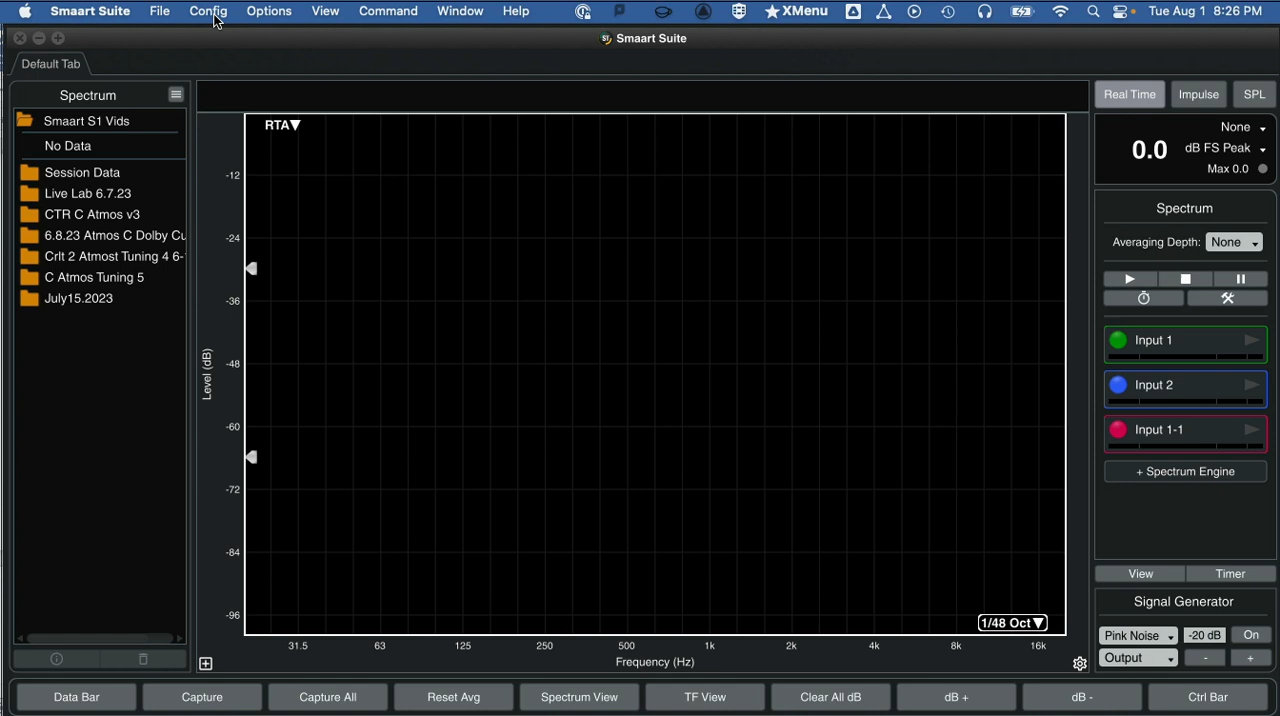 Smaart Suite File Config Options View Command Window Help XMenu Tue Aug 1 8:26 PM
ST Smaart Suite
Default Tab
Spectrum
Smaart S1 Vids
No Data
Session Data
Live Lab 6.7.23
CTR C Atmos v3
6.8.23 Atmos C Dolby Cu
Crlt 2 Atmost Tuning 4 6-
C Atmos Tuning 5
July15.2023
RTA
Level (dB)
-12
-24
-36
-48
-60
-72
-84
-96
1/48 Oct
31.5 63 125 250 500 1k 2k 4k 8k 16k
Frequency (Hz)
Real Time Impulse SPL
None
0.0 dB FS Peak
Max 0.0
Spectrum
Averaging Depth: None
Input 1
Input 2
Input 1-1
+ Spectrum Engine
View Timer
Signal Generator
Pink Noise -20 dB On
Output - +
Data Bar Capture Capture All Reset Avg Spectrum View TF View Clear All dB dB + dB - Ctrl Bar